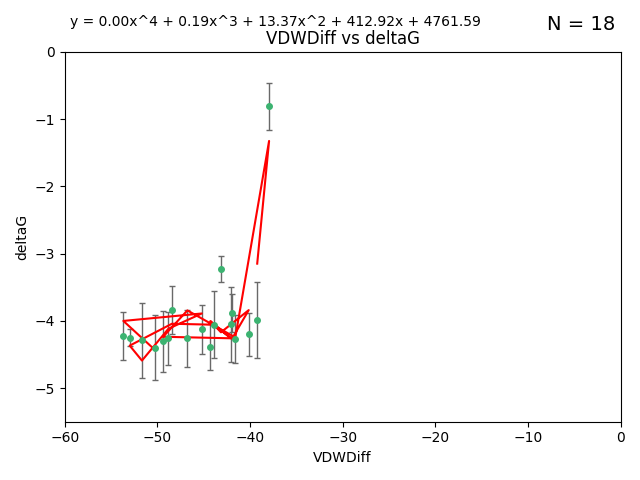 y = 0.00x^4 + 0.19x^3 + 13.37x^2 + 412.92x + 4761.59
N = 18
VDWDiff vs deltaG
0
−1
−2
−3
−4
−5
deltaG
−60 −50 −40 −30 −20 −10 0
VDWDiff